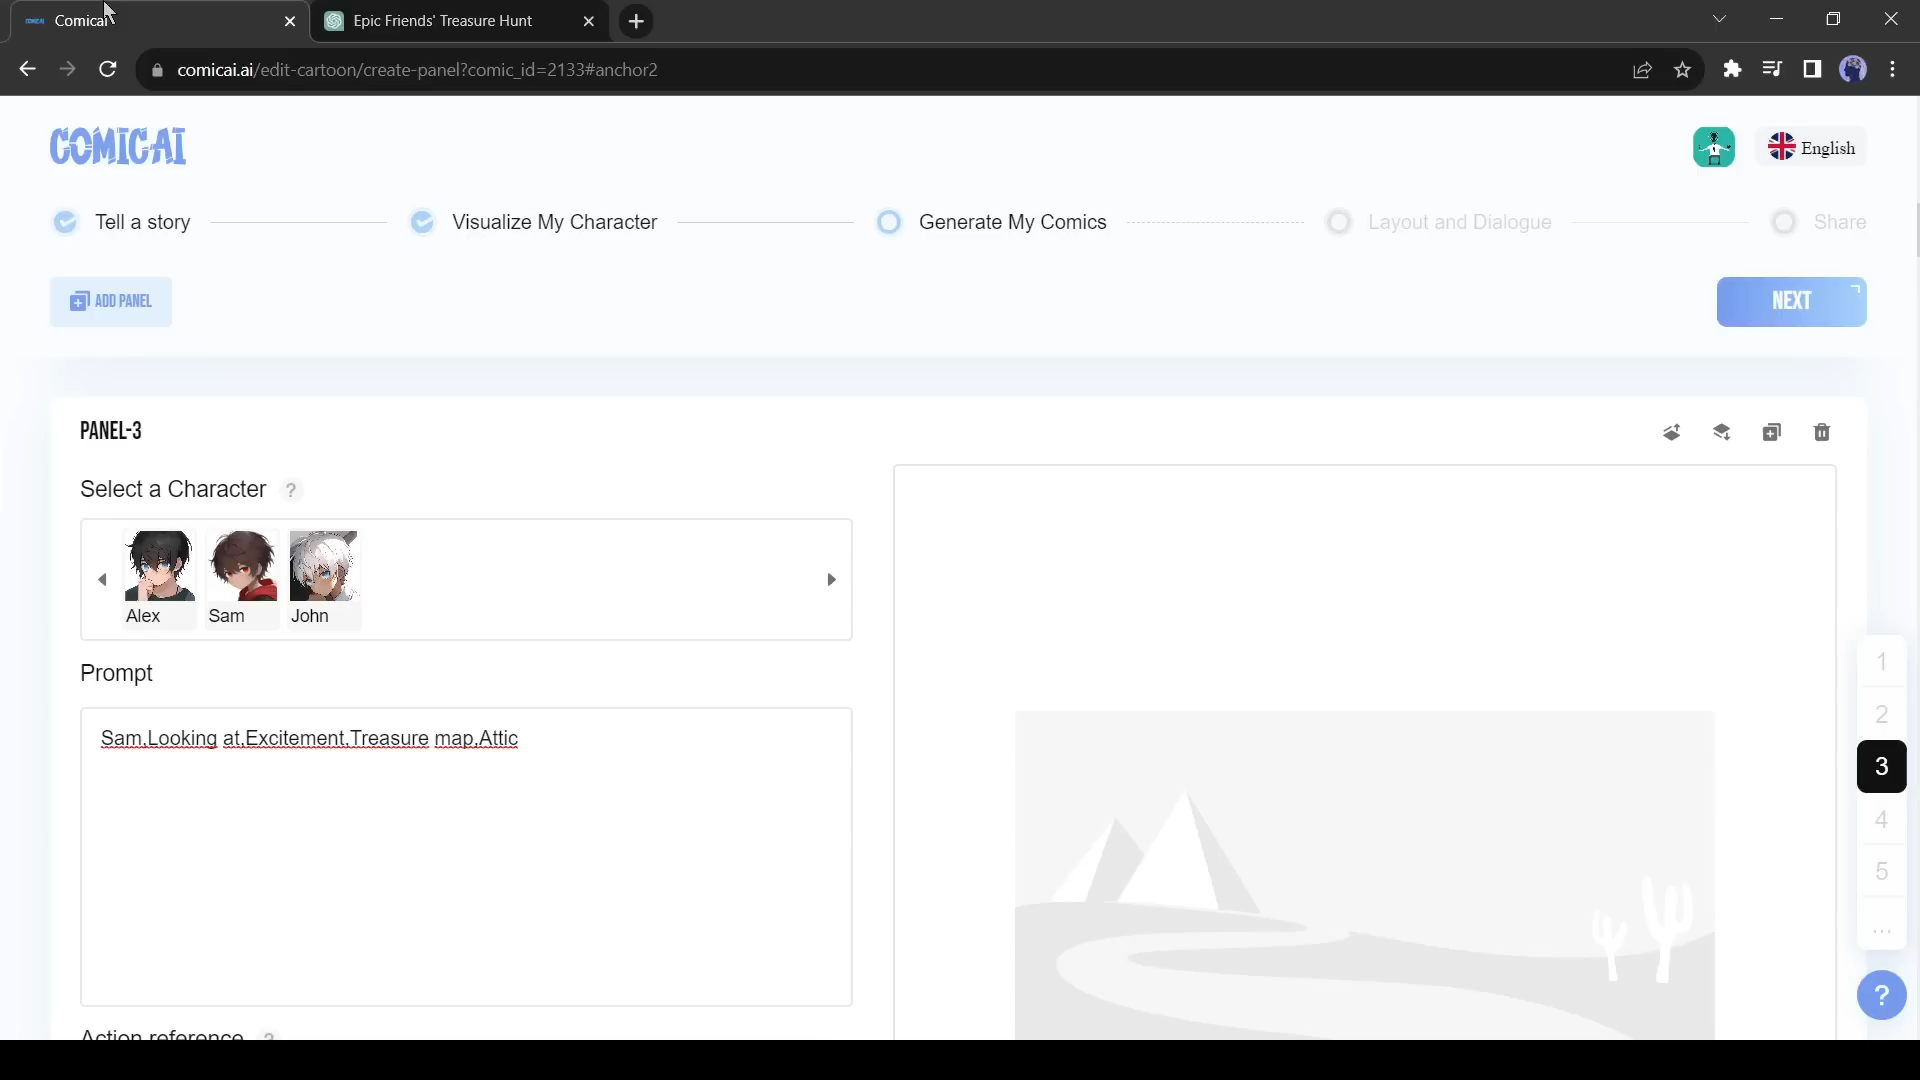 Comicai
Epic Friends' Treasure Hunt
comicai.ai/edit-cartoon/create-panel?comic_id=2133#anchor2
COMICAI
English
Tell a story
Visualize My Character
Generate My Comics
Layout and Dialogue
Share
ADD PANEL
NEXT
PANEL-3
Select a Character ?
Alex
Sam
John
Prompt
Sam,Looking at,Excitement,Treasure map,Attic
Action reference ?
1
2
3
4
5
...
?